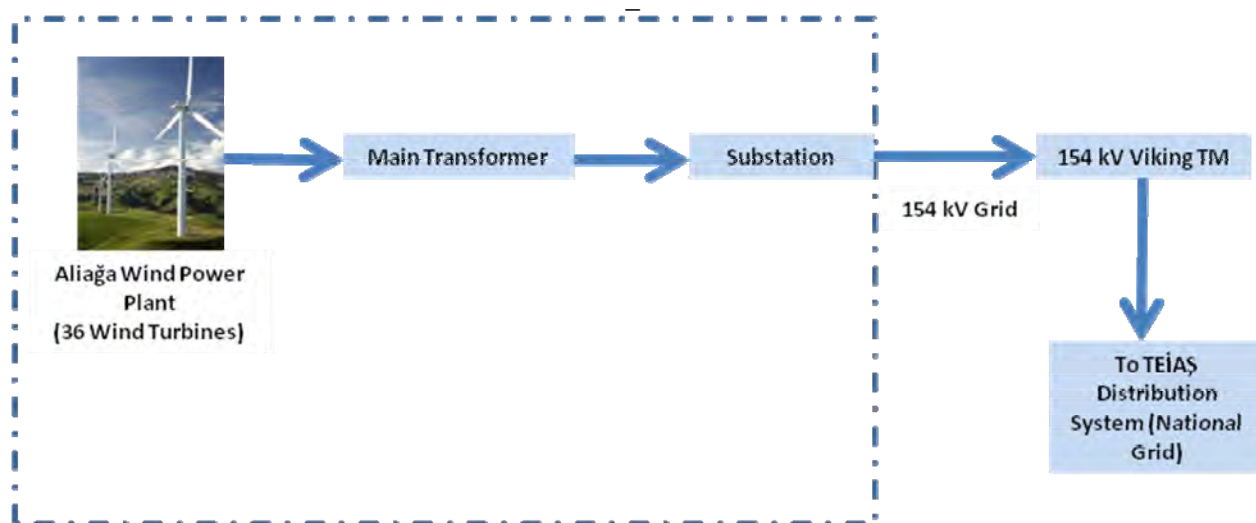 Main Transformer
Substation
154 kV Viking TM
154 kV Grid
Aliağa Wind Power
Plant
(36 Wind Turbines)
To TEİAŞ
Distribution
System (National
Grid)